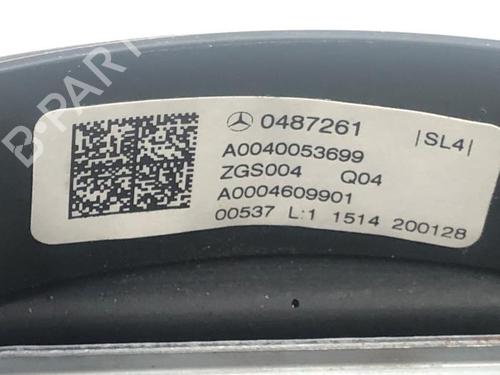 B-PARTS
0487261 |SL4|
A0040053699
ZGS004 Q04
A0004609901
00537 L:1 1514 200128